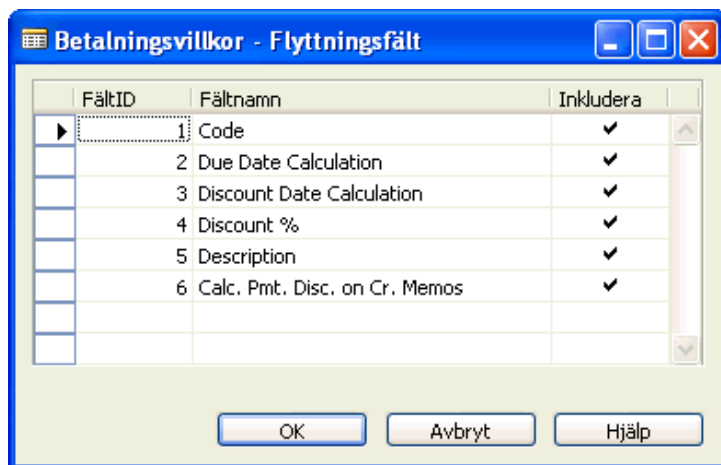 Betalningsvillkor - Flyttningsfält
FältID Fältnamn Inkludera
1 Code
2 Due Date Calculation
3 Discount Date Calculation
4 Discount %
5 Description
6 Calc. Pmt. Disc. on Cr. Memos
OK Avbryt Hjälp